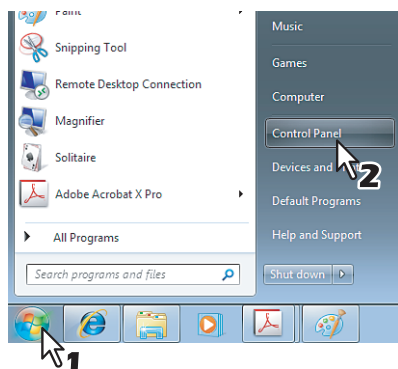 Paint
Snipping Tool
Remote Desktop Connection
Magnifier
Solitaire
Adobe Acrobat X Pro
All Programs
Search programs and files
Music
Games
Computer
Control Panel
Devices and
Default Programs
Help and Support
Shut down
1
2